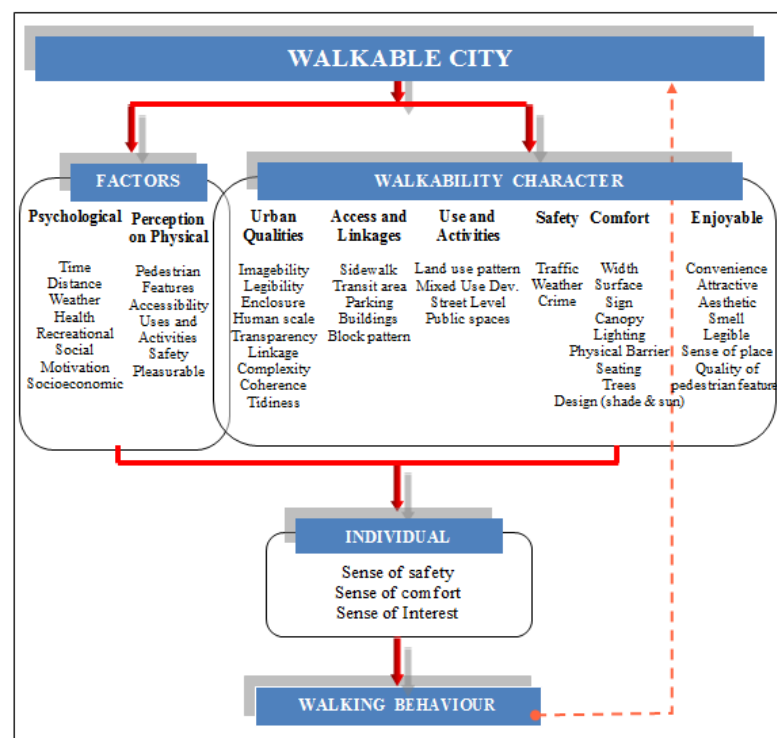 WALKABLE CITY
FACTORS
Psychological
Time
Distance
Weather
Health
Recreational
Social
Motivation
Socioeconomic
Perception
on Physical
Pedestrian
Features
Accessibility
Uses and
Activities
Safety
Pleasurable
WALKABILITY CHARACTER
Urban
Qualities
Imagebility
Legibility
Enclosure
Human scale
Transparency
Linkage
Complexity
Coherence
Tidiness
Access and
Linkages
Sidewalk
Transit area
Parking
Buildings
Block pattern
Use and
Activities
Land use pattern
Mixed Use Dev.
Street Level
Public spaces
Safety
Traffic
Weather
Crime
Comfort
Width
Surface
Sign
Canopy
Lighting
Physical Barrier
Seating
Trees
Design (shade & sun)
Enjoyable
Convenience
Attractive
Aesthetic
Smell
Legible
Sense of place
Quality of
pedestrian feature
INDIVIDUAL
Sense of safety
Sense of comfort
Sense of Interest
WALKING BEHAVIOUR